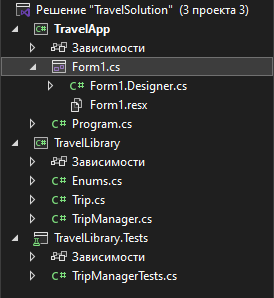 Решение "TravelSolution" (3 проекта 3)
TravelApp
Зависимости
Form1.cs
C# Form1.Designer.cs
Form1.resx
C# Program.cs
C# TravelLibrary
Зависимости
C# Enums.cs
C# Trip.cs
C# TripManager.cs
TravelLibrary.Tests
Зависимости
C# TripManagerTests.cs